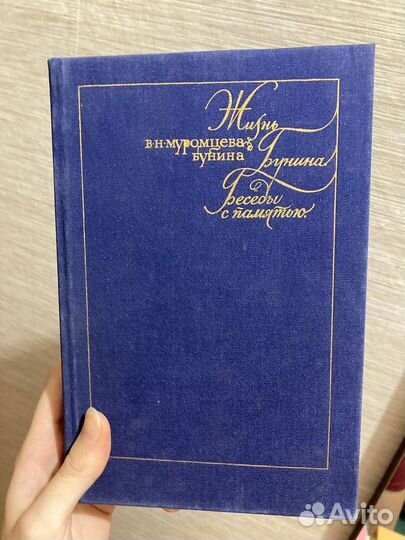 Жизнь
В·Н·Муромцева-
Бунина
Бунина
Беседы
с памятью.
Avito